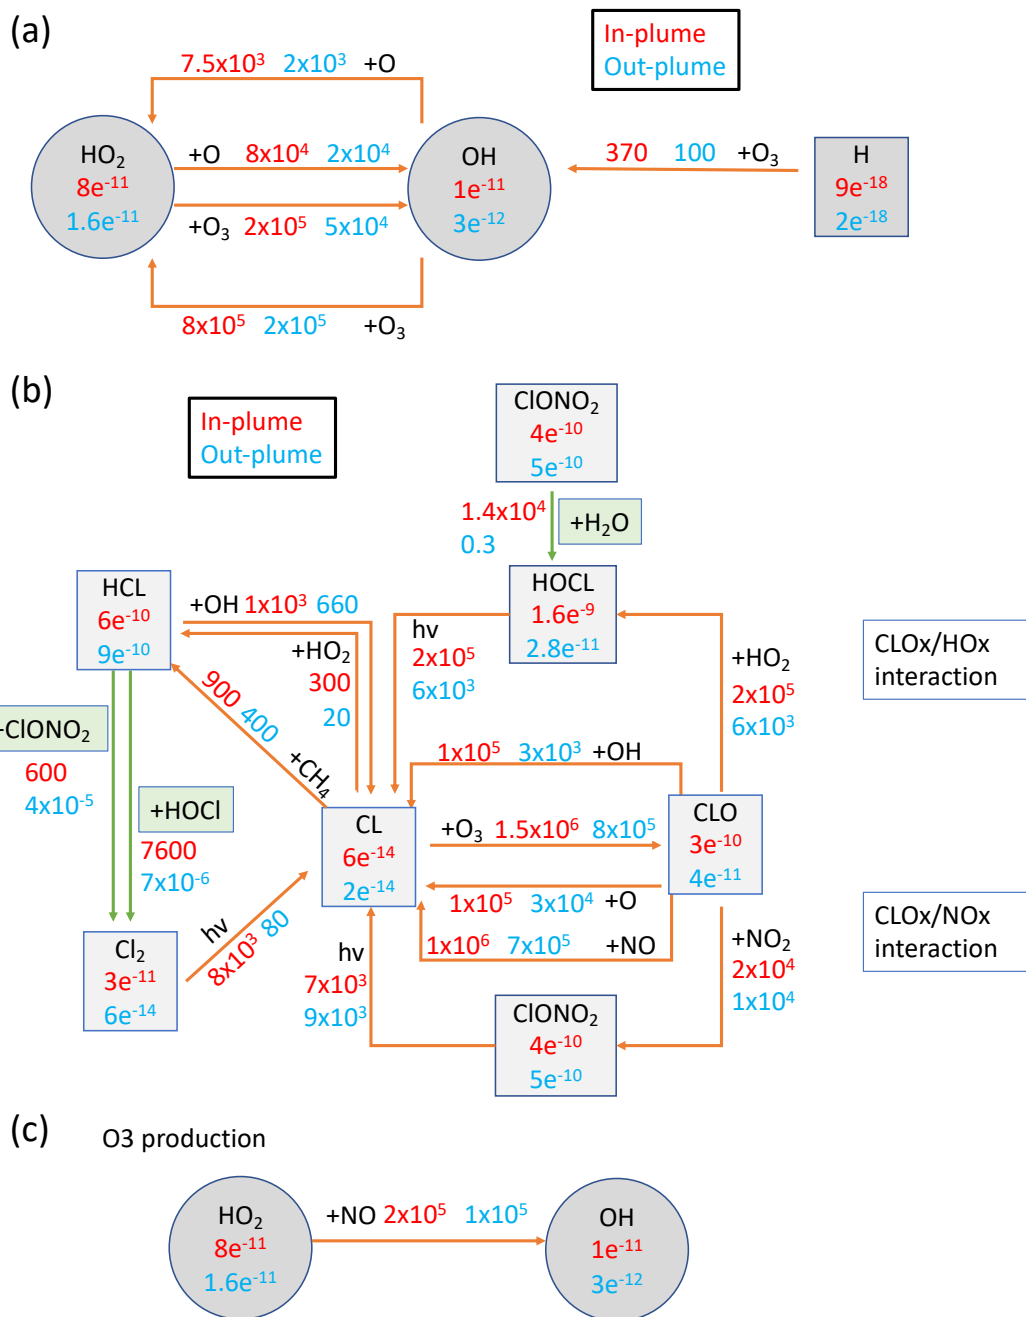 (a)
In-plume
Out-plume
7.5x10³ 2x10³ +O
HO₂
8e⁻¹¹
1.6e⁻¹¹
+O 8x10⁴ 2x10⁴
+O₃ 2x10⁵ 5x10⁴
OH
1e⁻¹¹
3e⁻¹²
370 100 +O₃
H
9e⁻¹⁸
2e⁻¹⁸
8x10⁵ 2x10⁵ +O₃
(b)
In-plume
Out-plume
ClONO₂
4e⁻¹⁰
5e⁻¹⁰
1.4x10⁴
0.3
+H₂O
HCL
6e⁻¹⁰
9e⁻¹⁰
+OH 1x10³ 660
+HO₂
300
20
hv
2x10⁵
6x10³
HOCL
1.6e⁻⁹
2.8e⁻¹¹
+HO₂
2x10⁵
6x10³
CLOx/HOx
interaction
900
400
+CH₄
+ClONO₂
600
4x10⁻⁵
+HOCl
7600
7x10⁻⁶
1x10⁵ 3x10³ +OH
CL
6e⁻¹⁴
2e⁻¹⁴
+O₃ 1.5x10⁶ 8x10⁵
CLO
3e⁻¹⁰
4e⁻¹¹
1x10⁵ 3x10⁴ +O
1x10⁶ 7x10⁵ +NO
CLOx/NOx
interaction
Cl₂
3e⁻¹¹
6e⁻¹⁴
hv
8x10³
80
hv
7x10³
9x10³
+NO₂
2x10⁴
1x10⁴
ClONO₂
4e⁻¹⁰
5e⁻¹⁰
(c)
O3 production
HO₂
8e⁻¹¹
1.6e⁻¹¹
+NO 2x10⁵ 1x10⁵
OH
1e⁻¹¹
3e⁻¹²